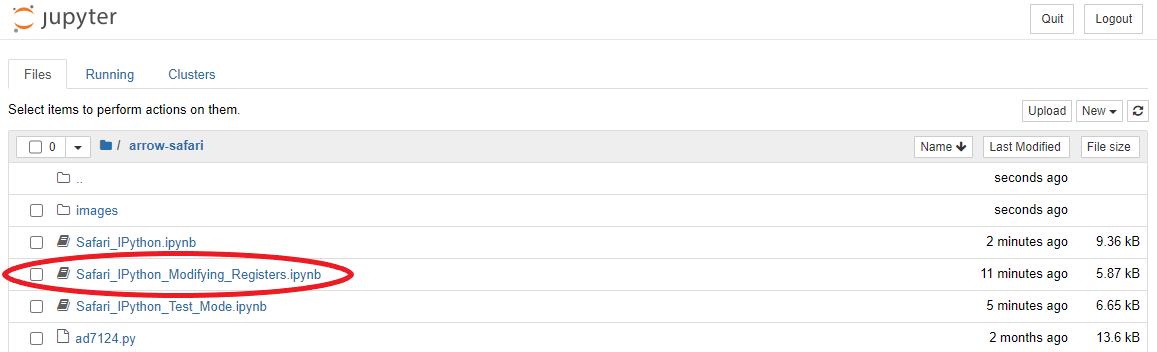 jupyter Quit Logout
Files Running Clusters
Select items to perform actions on them. Upload New
0 / arrow-safari Name Last Modified File size
.. seconds ago
images seconds ago
Safari_IPython.ipynb 2 minutes ago 9.36 kB
Safari_IPython_Modifying_Registers.ipynb 11 minutes ago 5.87 kB
Safari_IPython_Test_Mode.ipynb 5 minutes ago 6.65 kB
ad7124.py 2 months ago 13.6 kB